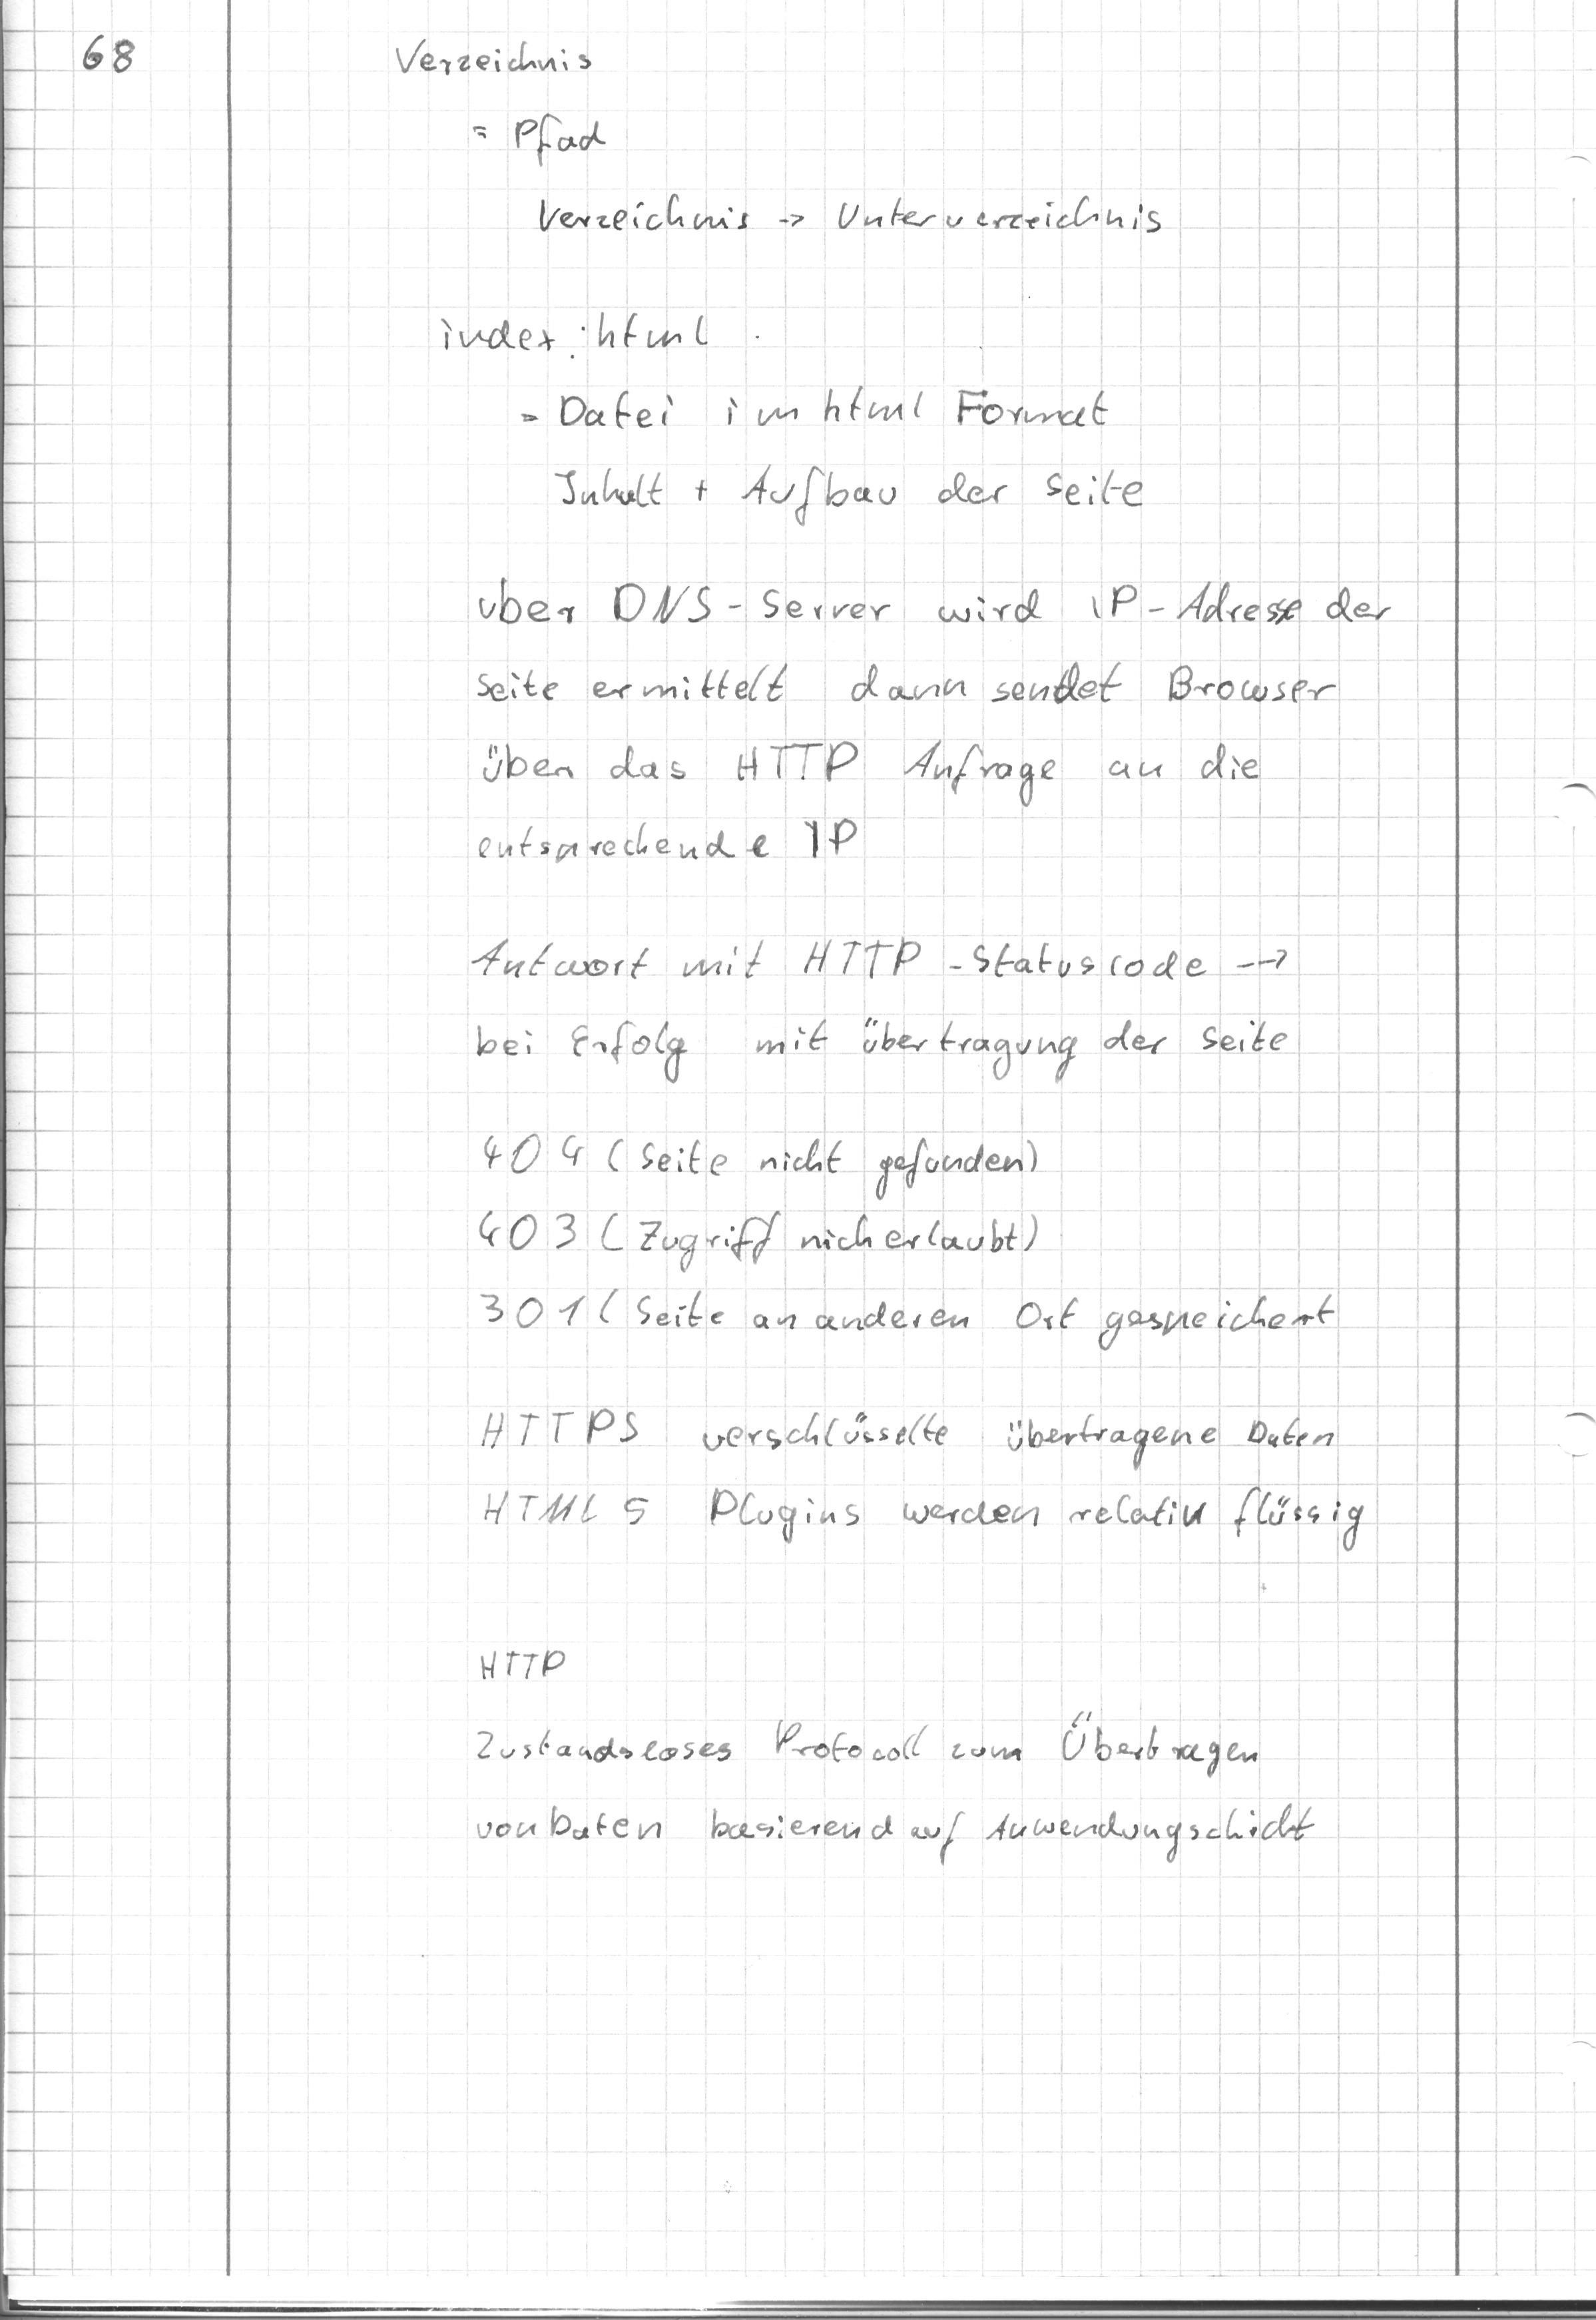 68
Verzeichnis
= Pfad
Verzeichnis → Unterverzeichnis
index.html
= Datei im html Format
Inhalt + Aufbau der Seite
über DNS-Server wird IP-Adresse der
Seite ermittelt dann sendet Browser
über das HTTP Anfrage an die
entsprechende IP
Antwort mit HTTP-Statuscode →
bei Erfolg mit übertragung der Seite
404 (Seite nicht gefunden)
403 (Zugriff nich erlaubt)
301 (Seite an anderen Ort gespeichert
HTTPS verschlüsselte übertragene Daten
HTML 5 Plugins werden relativ flüssig
HTTP
Zustandsloses Protocoll zum Übertragen
von Daten basierend auf Anwendungschicht